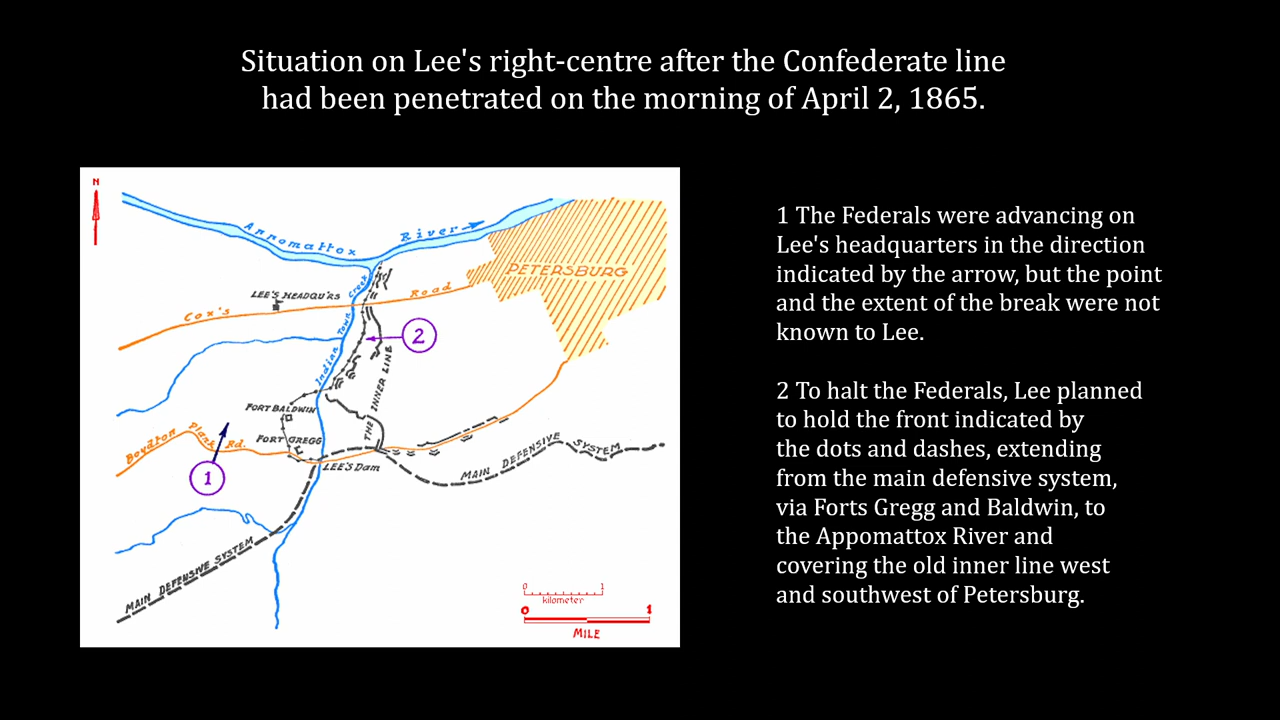 Situation on Lee's right-centre after the Confederate line
had been penetrated on the morning of April 2, 1865.
N
Appomattox River
PETERSBURG
LEE'S HEADQU'RS
Cox's Road
Indian Town Creek
2
THE INNER LINE
FORT BALDWIN
FORT GREGG
Boydton Plank Rd.
1
LEE'S Dam
MAIN DEFENSIVE SYSTEM
MAIN DEFENSIVE SYSTEM
0 1
kilometer
0 1
MILE
1 The Federals were advancing on
Lee's headquarters in the direction
indicated by the arrow, but the point
and the extent of the break were not
known to Lee.
2 To halt the Federals, Lee planned
to hold the front indicated by
the dots and dashes, extending
from the main defensive system,
via Forts Gregg and Baldwin, to
the Appomattox River and
covering the old inner line west
and southwest of Petersburg.